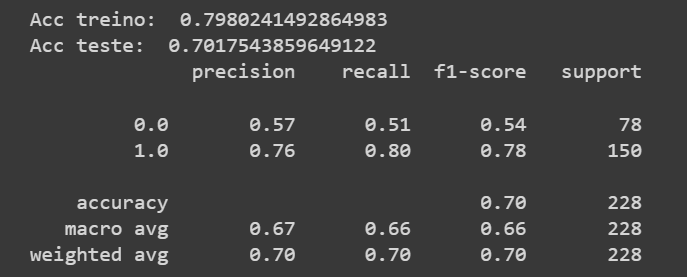 Acc treino:  0.7980241492864983
Acc teste:  0.7017543859649122
              precision    recall  f1-score   support

         0.0       0.57      0.51      0.54        78
         1.0       0.76      0.80      0.78       150

    accuracy                           0.70       228
   macro avg       0.67      0.66      0.66       228
weighted avg       0.70      0.70      0.70       228